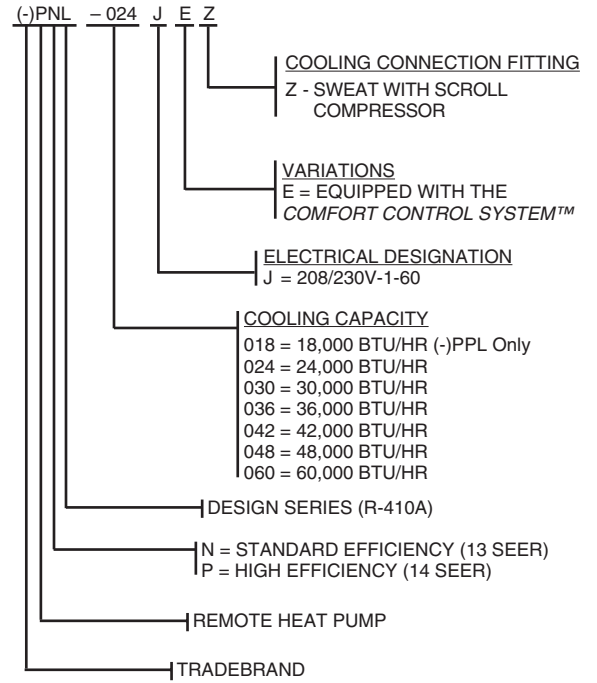 (-)PNL – 024 J E Z
COOLING CONNECTION FITTING
Z - SWEAT WITH SCROLL
COMPRESSOR
VARIATIONS
E = EQUIPPED WITH THE
COMFORT CONTROL SYSTEM™
ELECTRICAL DESIGNATION
J = 208/230V-1-60
COOLING CAPACITY
018 = 18,000 BTU/HR (-)PPL Only
024 = 24,000 BTU/HR
030 = 30,000 BTU/HR
036 = 36,000 BTU/HR
042 = 42,000 BTU/HR
048 = 48,000 BTU/HR
060 = 60,000 BTU/HR
DESIGN SERIES (R-410A)
N = STANDARD EFFICIENCY (13 SEER)
P = HIGH EFFICIENCY (14 SEER)
REMOTE HEAT PUMP
TRADEBRAND